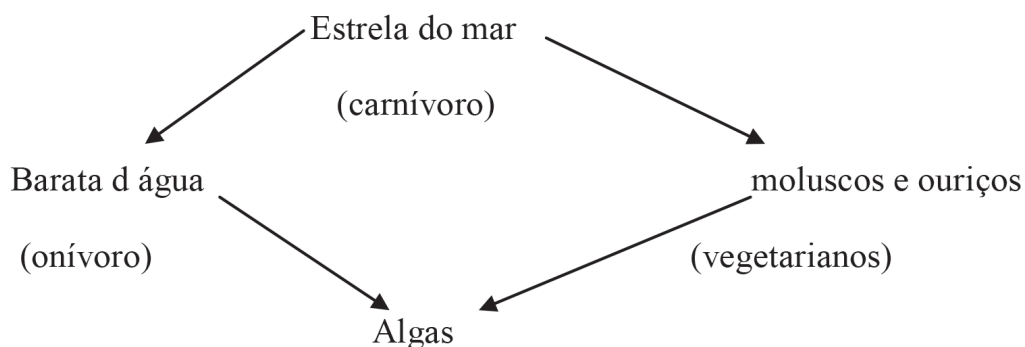 Estrela do mar
(carnívoro)
Barata d água
moluscos e ouriços
(onívoro)
(vegetarianos)
Algas